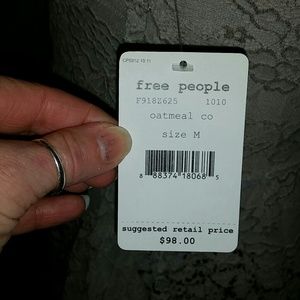 free people
F918Z625 1010
oatmeal co
size M
8 88374 18068 5
suggested retail price
$98.00